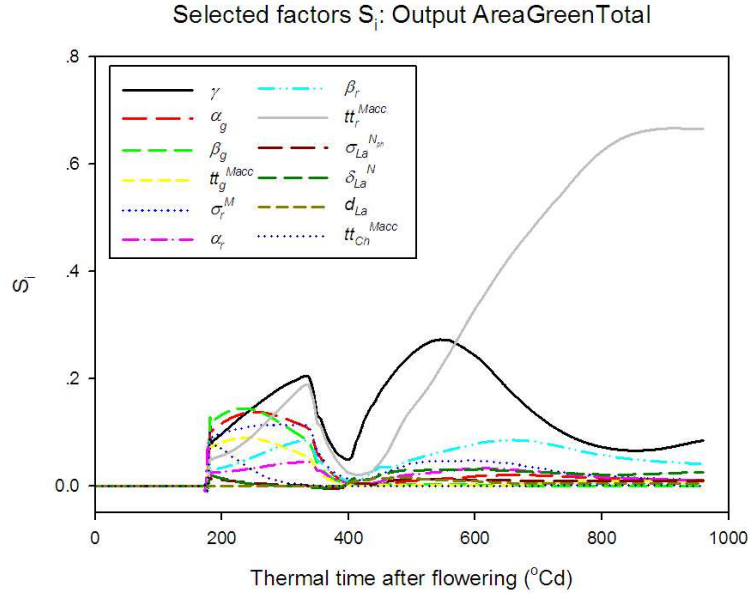 Selected factors Sᵢ: Output AreaGreenTotal
.8
.6
.4
.2
0.0
Sᵢ
γ
α_g
β_g
tt_g^Macc
σ_r^M
α_r
β_r
tt_r^Macc
σ_La^N_ph
δ_La^N
d_La
tt_Ch^Macc
0 200 400 600 800 1000
Thermal time after flowering (°Cd)